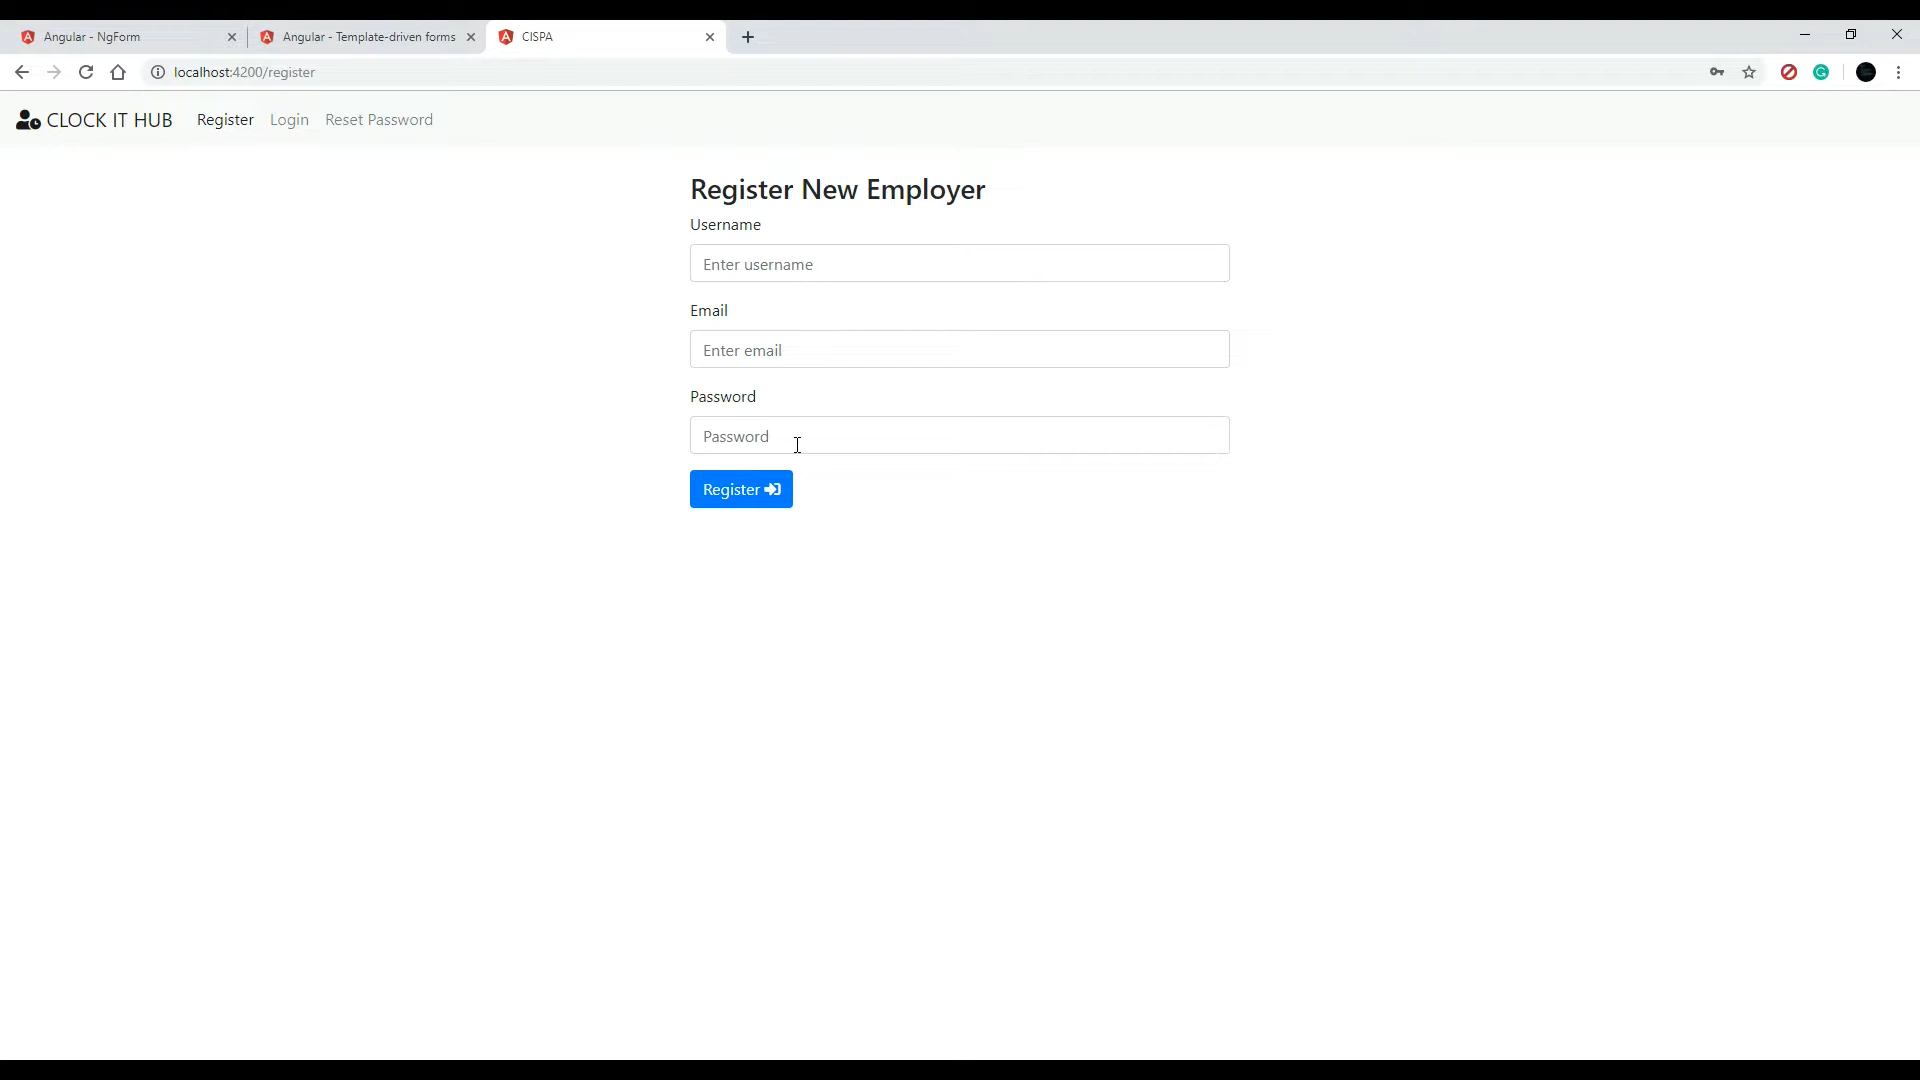 Angular - NgForm
Angular - Template-driven forms
CISPA
localhost:4200/register
CLOCK IT HUB Register Login Reset Password
Register New Employer
Username
Enter username
Email
Enter email
Password
Password
Register